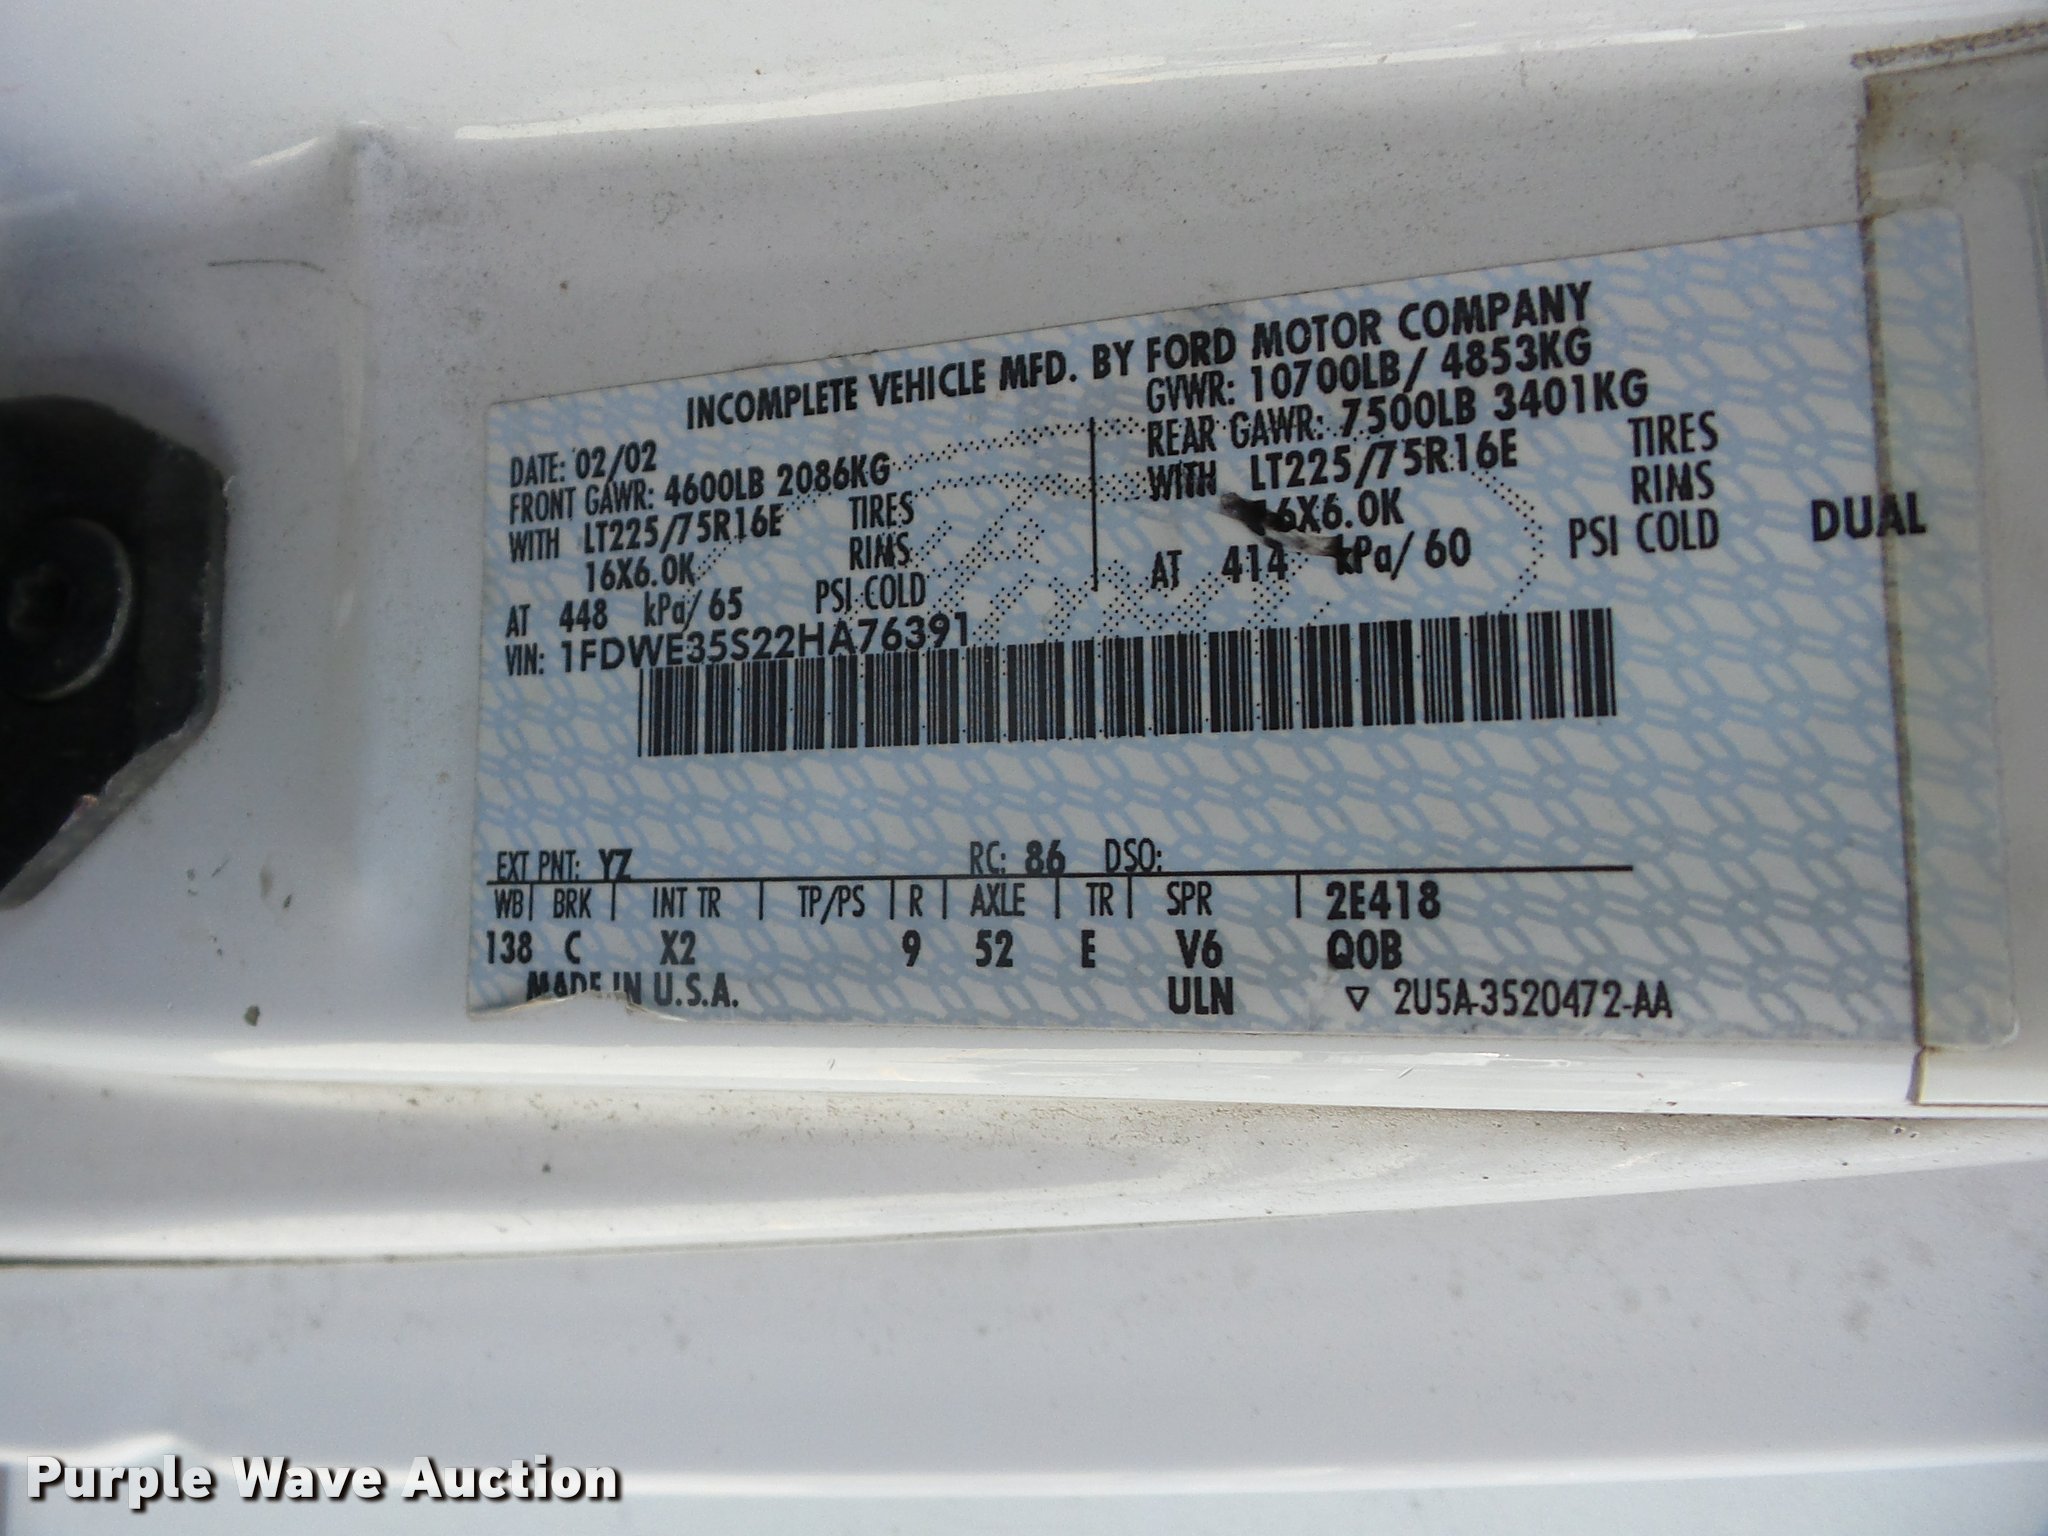 INCOMPLETE VEHICLE MFD. BY FORD MOTOR COMPANY
DATE: 02/02
GVWR: 10700LB/ 4853KG
FRONT GAWR: 4600LB 2086KG
REAR GAWR: 7500LB 3401KG
WITH LT225/75R16E TIRES
WITH LT225/75R16E TIRES
16X6.0K RIMS
16X6.0K RIMS
AT 448 kPa/ 65 PSI COLD
AT 414 kPa/ 60 PSI COLD DUAL
VIN: 1FDWE35S22HA76391
EXT PNT: YZ RC: 86 DSO:
WB BRK INT TR TP/PS R AXLE TR SPR 2E418
138 C X2 9 52 E V6 Q0B
MADE IN U.S.A. ULN ▽ 2U5A-3520472-AA
Purple Wave Auction